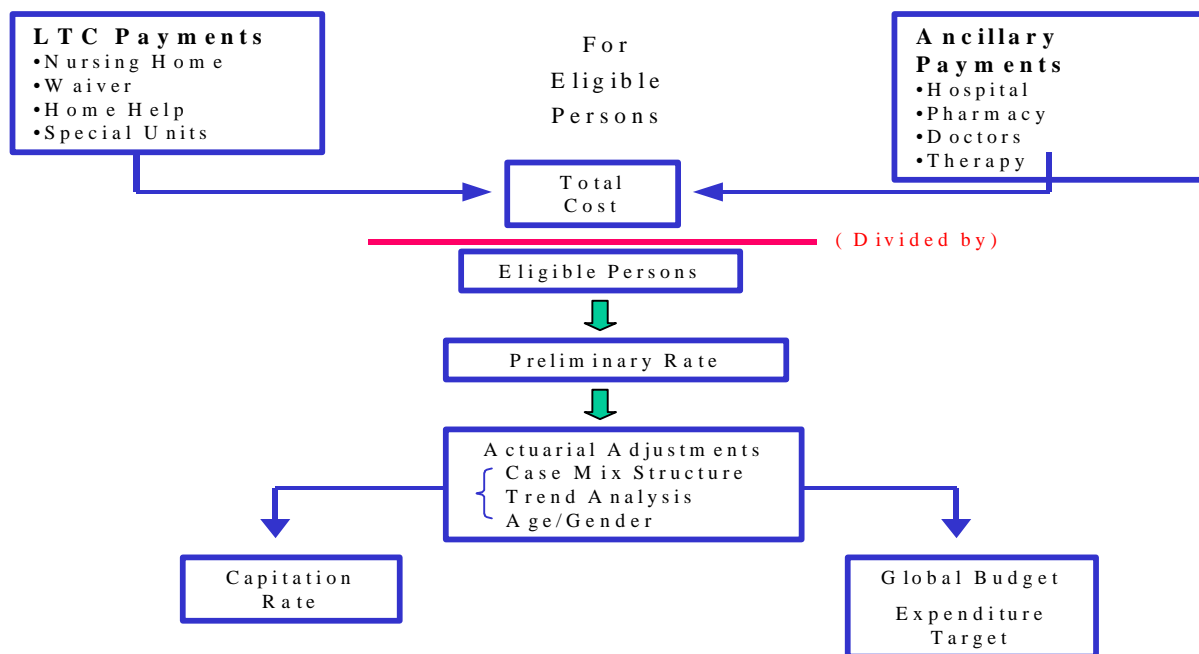 LTC Payments
•Nursing Home
•Waiver
•Home Help
•Special Units
For
Eligible
Persons
Ancillary
Payments
•Hospital
•Pharmacy
•Doctors
•Therapy
Total
Cost
( Divided by)
Eligible Persons
Preliminary Rate
Actuarial Adjustments
Case Mix Structure
Trend Analysis
Age/Gender
Capitation
Rate
Global Budget
Expenditure
Target